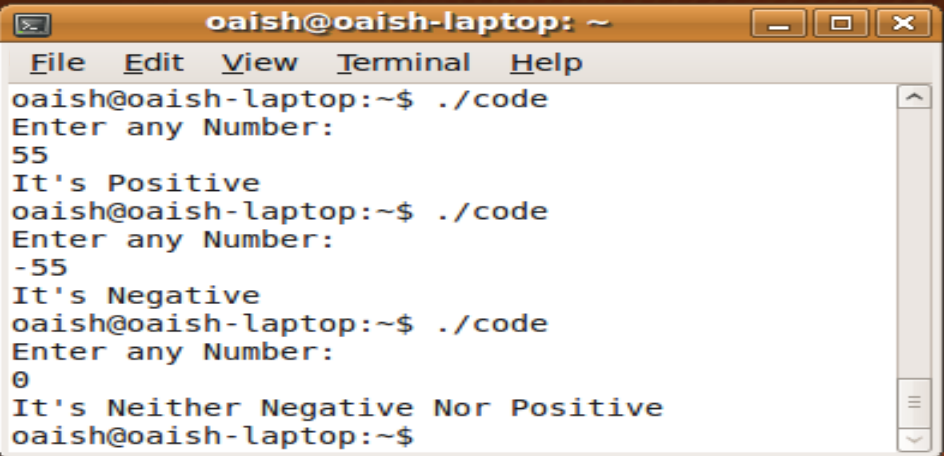 oaish@oaish-laptop: ~
File Edit View Terminal Help
oaish@oaish-laptop:~$ ./code
Enter any Number:
55
It's Positive
oaish@oaish-laptop:~$ ./code
Enter any Number:
-55
It's Negative
oaish@oaish-laptop:~$ ./code
Enter any Number:
0
It's Neither Negative Nor Positive
oaish@oaish-laptop:~$